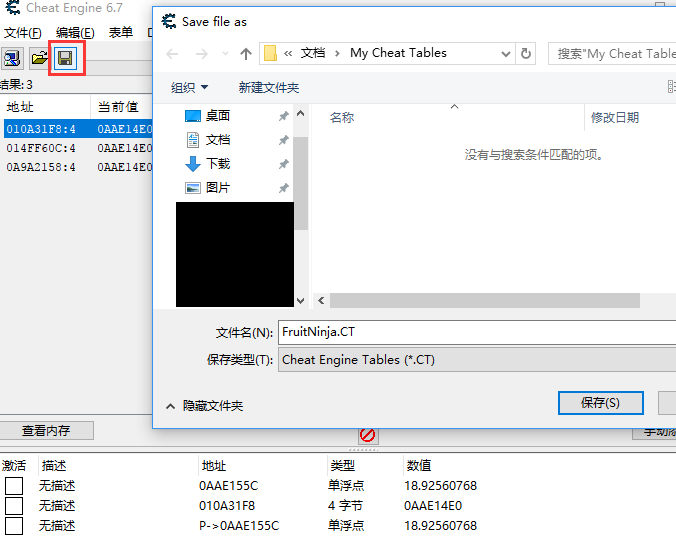 Cheat Engine 6.7
文件(F) 编辑(E) 表单
结果: 3
地址 当前值
010A31F8:4 0AAE14E0
014FF60C:4 0AAE14E0
0A9A2158:4 0AAE14E0
Save file as
« 文档 › My Cheat Tables
搜索"My Cheat Table
组织 新建文件夹
桌面
文档
下载
图片
名称 修改日期
没有与搜索条件匹配的项。
文件名(N): FruitNinja.CT
保存类型(T): Cheat Engine Tables (*.CT)
隐藏文件夹 保存(S)
查看内存
激活 描述 地址 类型 数值
无描述 0AAE155C 单浮点 18.92560768
无描述 010A31F8 4 字节 0AAE14E0
无描述 P->0AAE155C 单浮点 18.92560768